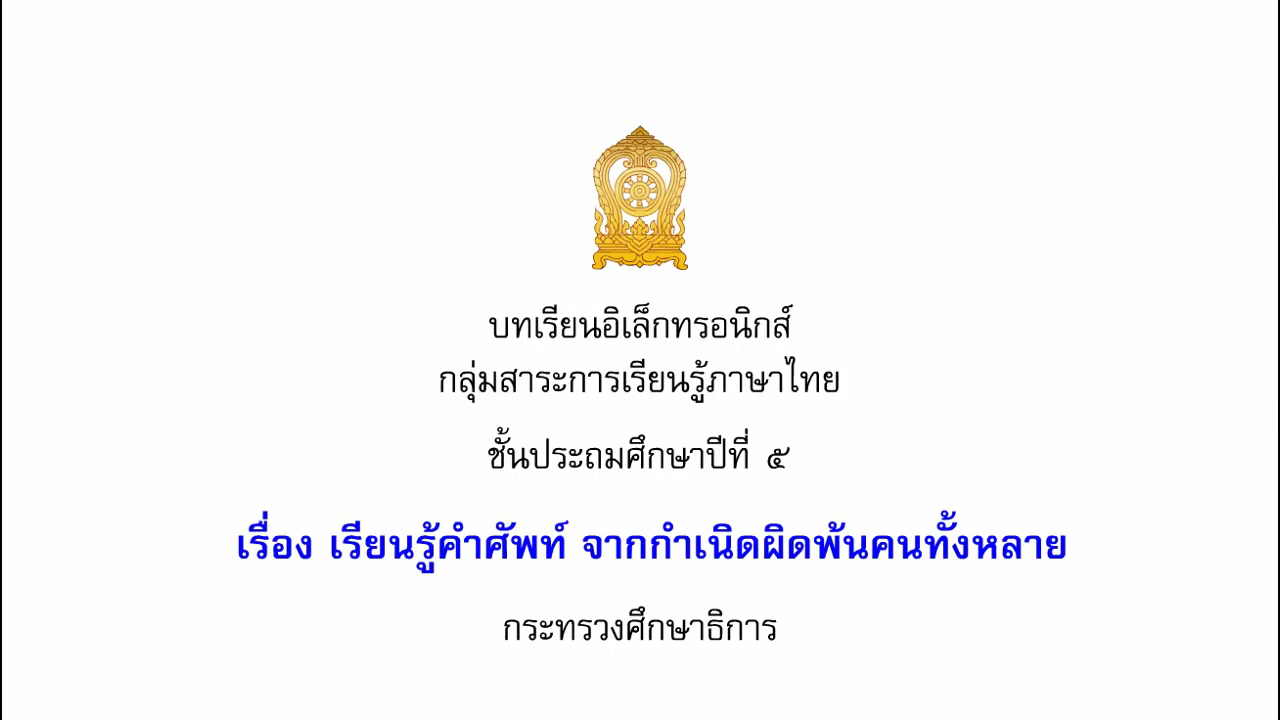 บทเรียนอิเล็กทรอนิกส์
กลุ่มสาระการเรียนรู้ภาษาไทย
ชั้นประถมศึกษาปีที่ ๕
เรื่อง เรียนรู้คำศัพท์ จากกำเนิดผิดพ้นคนทั้งหลาย
กระทรวงศึกษาธิการ